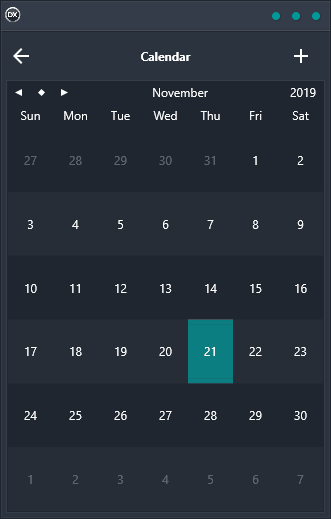 DX
Calendar
November 2019
Sun Mon Tue Wed Thu Fri Sat
27 28 29 30 31 1 2
3 4 5 6 7 8 9
10 11 12 13 14 15 16
17 18 19 20 21 22 23
24 25 26 27 28 29 30
1 2 3 4 5 6 7